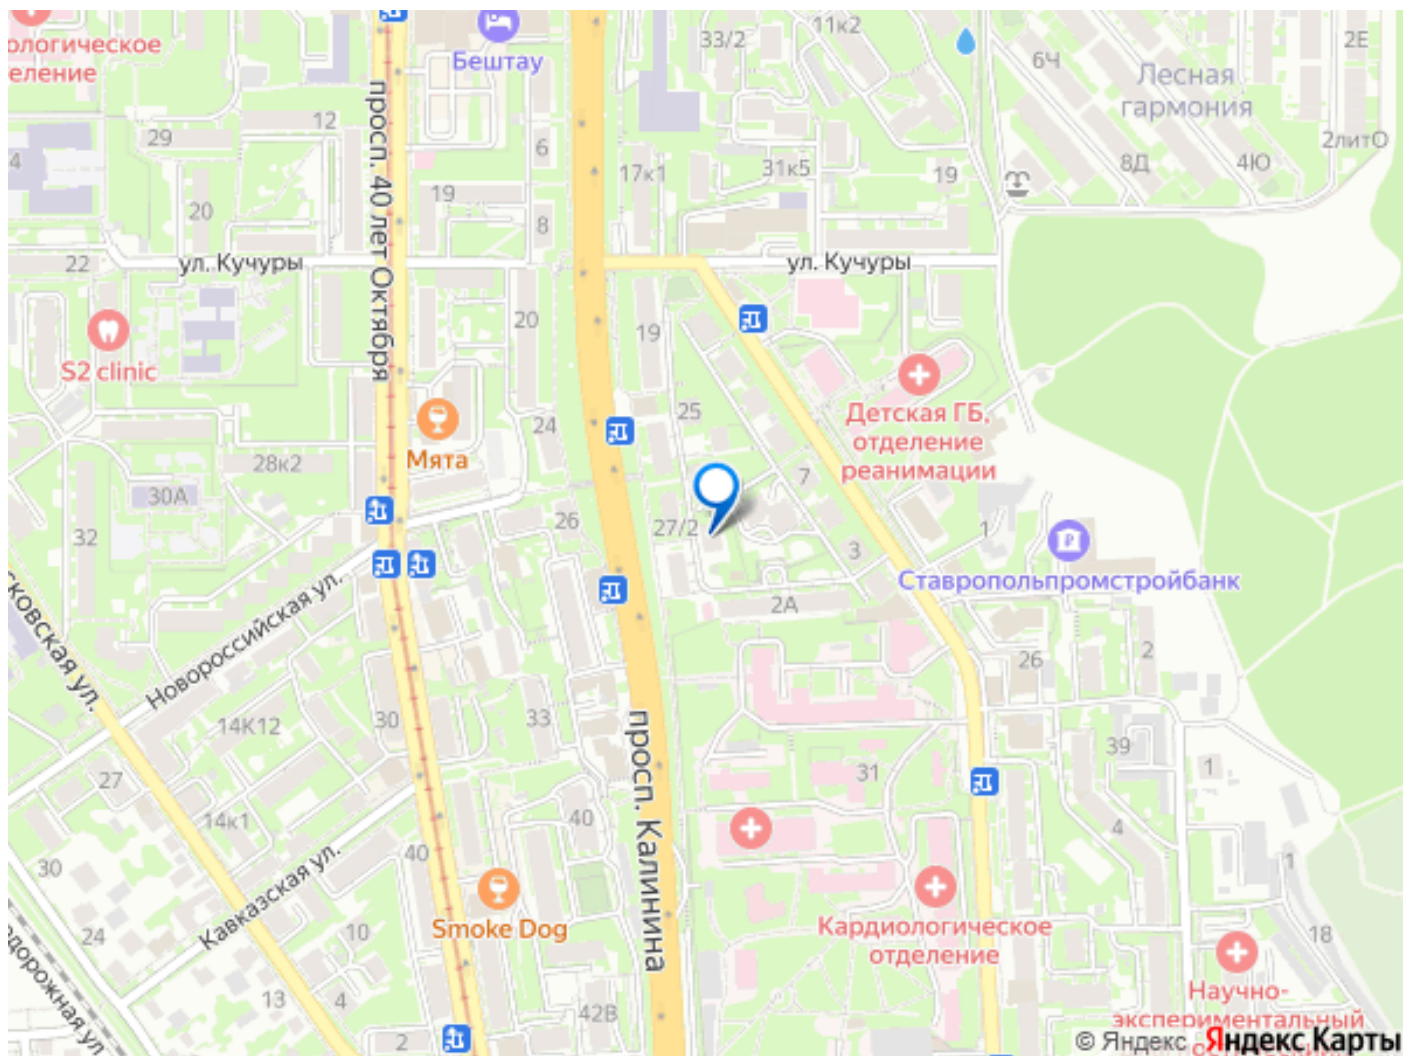 ологическое
еление
Бештау
33/2
11к2
6Ч
Лесная
гармония
2Е
2литО
8Д
4Ю
просп. 40 лет Октября
12
29
4
6
17к1
31к5
19
19
20
8
22
ул. Кучуры
ул. Кучуры
20
19
S2 clinic
Мята
24
25
Детская ГБ,
отделение
реанимации
28к2
30А
7
32
26
27/2
1
3
Ставропольпромстройбанк
2А
ковская ул.
Новороссийская ул.
2
26
14К12
30
33
просп. Калинина
39
1
31
27
14к1
40
4
30
Кавказская ул.
40
1
Smoke Dog
Кардиологическое
отделение
24
10
18
13
4
42В
Научно-
экспериментальный
2
одорожная ул
© Яндекс Яндекс Карты